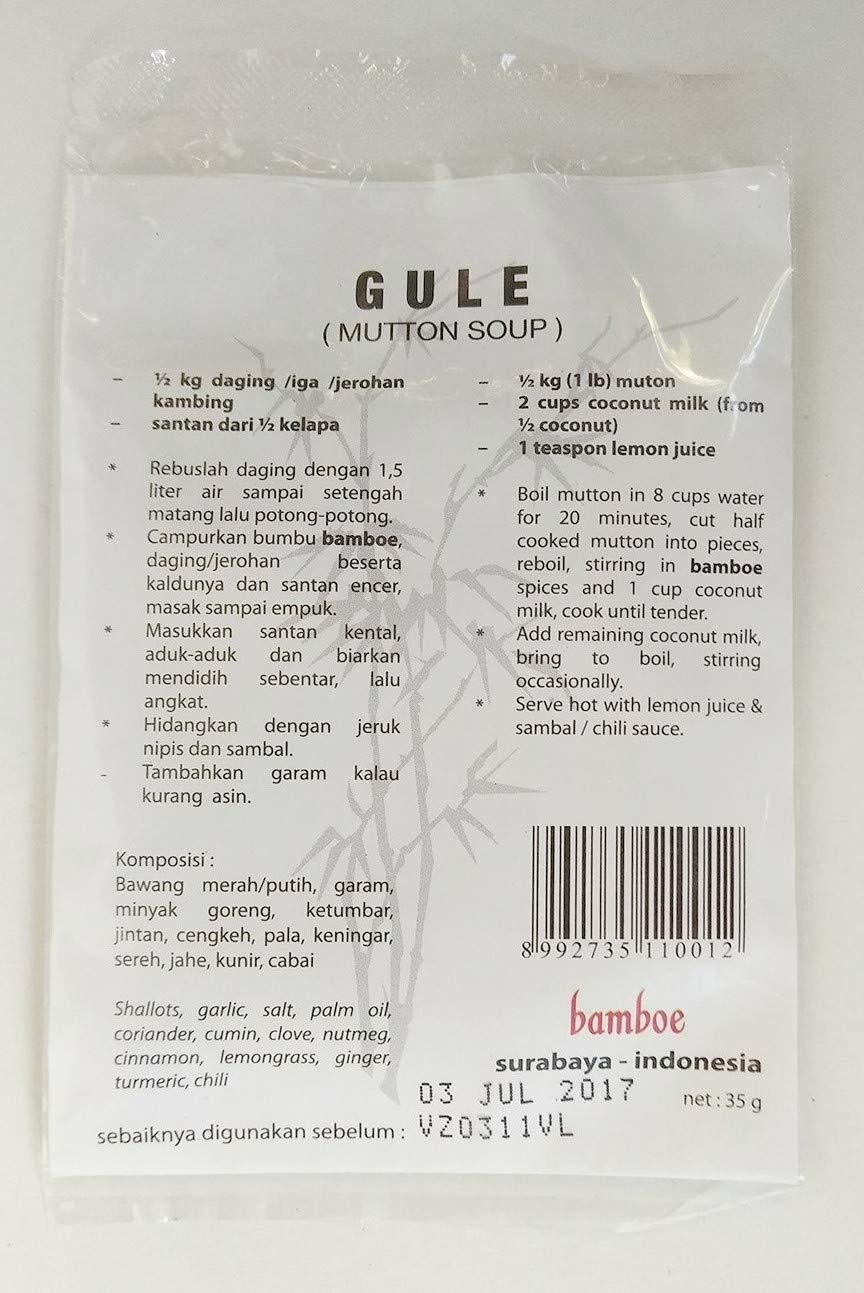 GULE
( MUTTON SOUP )
- ½ kg daging /iga /jerohan
kambing
- santan dari ½ kelapa
* Rebuslah daging dengan 1,5
liter air sampai setengah
matang lalu potong-potong.
* Campurkan bumbu bamboe,
daging/jerohan beserta
kaldunya dan santan encer,
masak sampai empuk.
* Masukkan santan kental,
aduk-aduk dan biarkan
mendidih sebentar, lalu
angkat.
* Hidangkan dengan jeruk
nipis dan sambal.
- Tambahkan garam kalau
kurang asin.
- ½ kg (1 lb) muton
- 2 cups coconut milk (from
½ coconut)
- 1 teaspon lemon juice
* Boil mutton in 8 cups water
for 20 minutes, cut half
cooked mutton into pieces,
reboil, stirring in bamboe
spices and 1 cup coconut
milk, cook until tender.
* Add remaining coconut milk,
bring to boil, stirring
occasionally.
* Serve hot with lemon juice &
sambal / chili sauce.
Komposisi :
Bawang merah/putih, garam,
minyak goreng, ketumbar,
jintan, cengkeh, pala, keningar,
sereh, jahe, kunir, cabai
Shallots, garlic, salt, palm oil,
coriander, cumin, clove, nutmeg,
cinnamon, lemongrass, ginger,
turmeric, chili
8 992735 110012
bamboe
surabaya - indonesia
03 JUL 2017
net : 35 g
sebaiknya digunakan sebelum : VZ0311VL